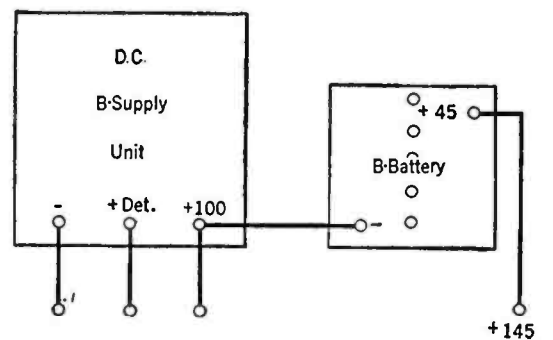 D.C.
B-Supply
Unit
-
+ Det.
+100
+ 45
B-Battery
-
+ 145